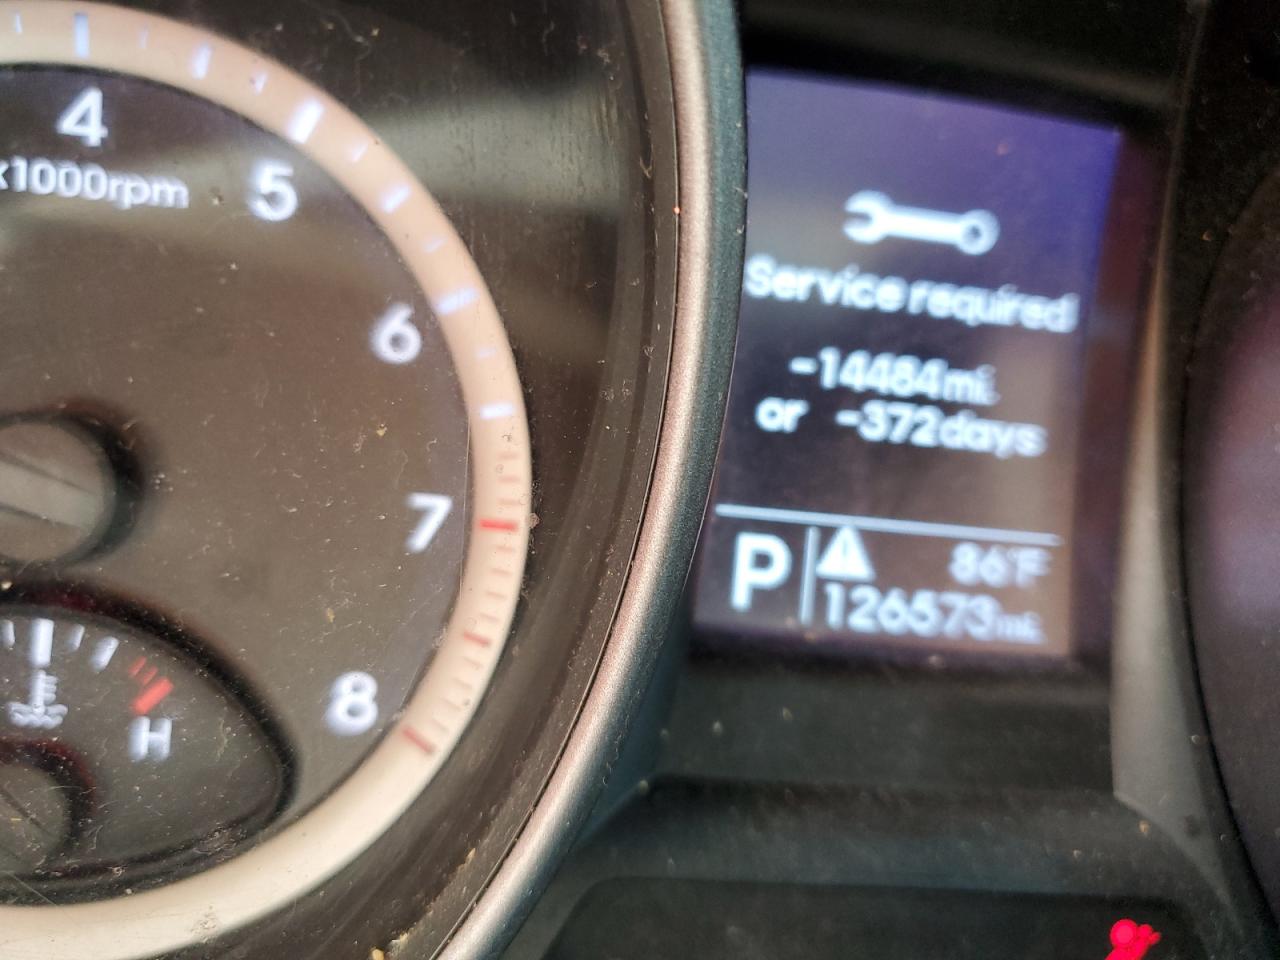 4
x1000rpm
5
6
7
8
H
Service required
-14484mi.
or -372days
P
86°F
126573mi.